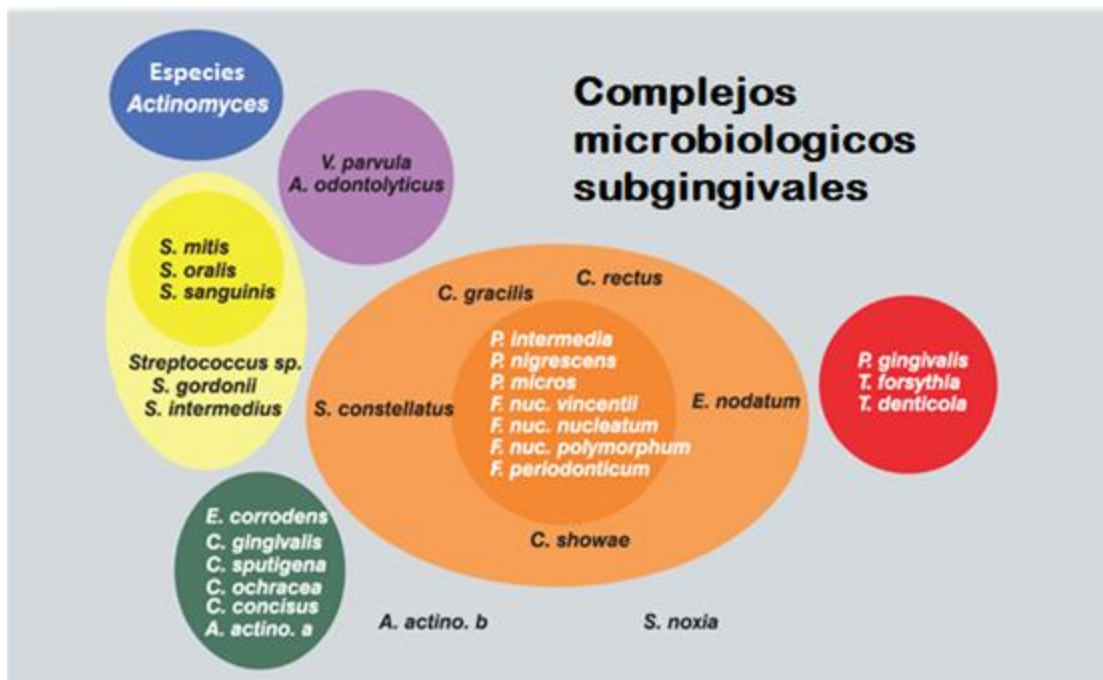 Especies
Actinomyces
Complejos
microbiologicos
subgingivales
V. parvula
A. odontolyticus
S. mitis
S. oralis
S. sanguinis
Streptococcus sp.
S. gordonii
S. intermedius
C. gracilis
C. rectus
P. intermedia
P. nigrescens
P. micros
F. nuc. vincentii
F. nuc. nucleatum
F. nuc. polymorphum
F. periodonticum
S. constellatus
E. nodatum
C. showae
P. gingivalis
T. forsythia
T. denticola
E. corrodens
C. gingivalis
C. sputigena
C. ochracea
C. concisus
A. actino. a
A. actino. b
S. noxia